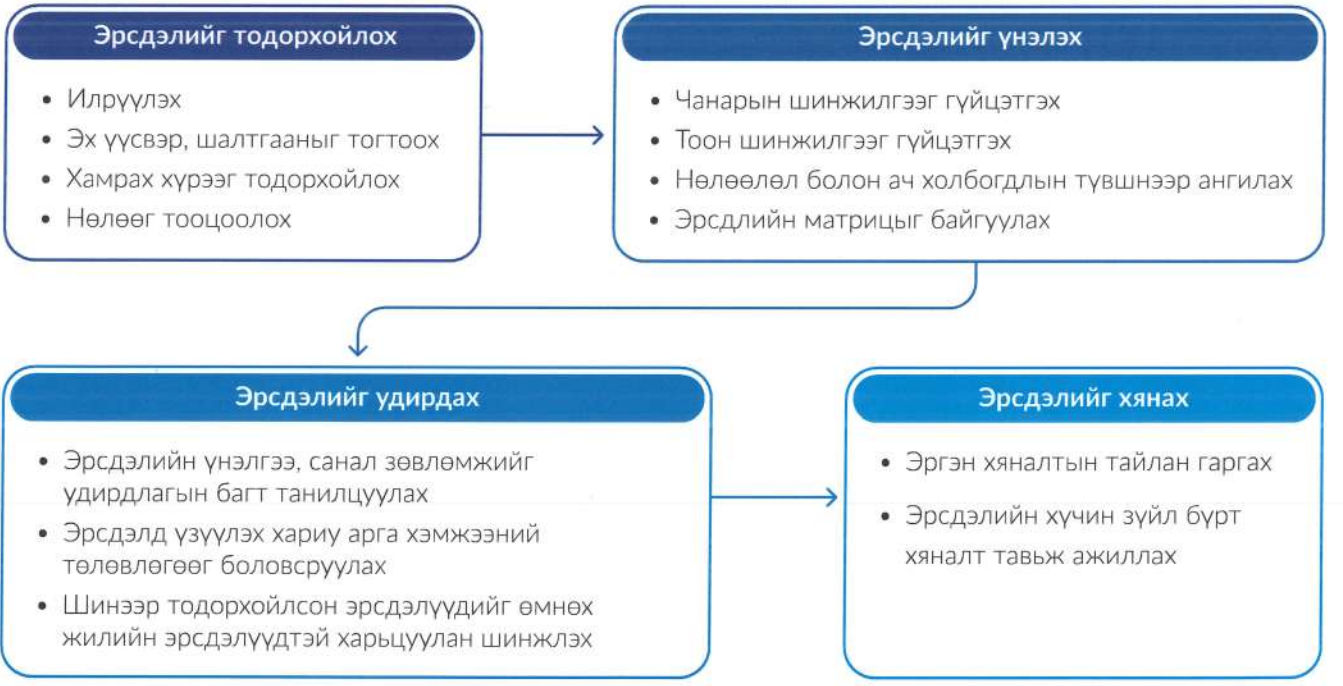 Эрсдэлийг тодорхойлох
• Илрүүлэх
• Эх үүсвэр, шалтгааныг тогтоох
• Хамрах хүрээг тодорхойлох
• Нөлөөг тооцоолох
Эрсдэлийг үнэлэх
• Чанарын шинжилгээг гүйцэтгэх
• Тоон шинжилгээг гүйцэтгэх
• Нөлөөлөл болон ач холбогдлын түвшнээр ангилах
• Эрсдлийн матрицыг байгуулах
Эрсдэлийг удирдах
• Эрсдэлийн үнэлгээ, санал зөвлөмжийг
удирдлагын багт танилцуулах
• Эрсдэлд үзүүлэх хариу арга хэмжээний
төлөвлөгөөг боловсруулах
• Шинээр тодорхойлсон эрсдэлүүдийг өмнөх
жилийн эрсдэлүүдтэй харьцуулан шинжлэх
Эрсдэлийг хянах
• Эргэн хяналтын тайлан гаргах
• Эрсдэлийн хүчин зүйл бүрт
хяналт тавьж ажиллах